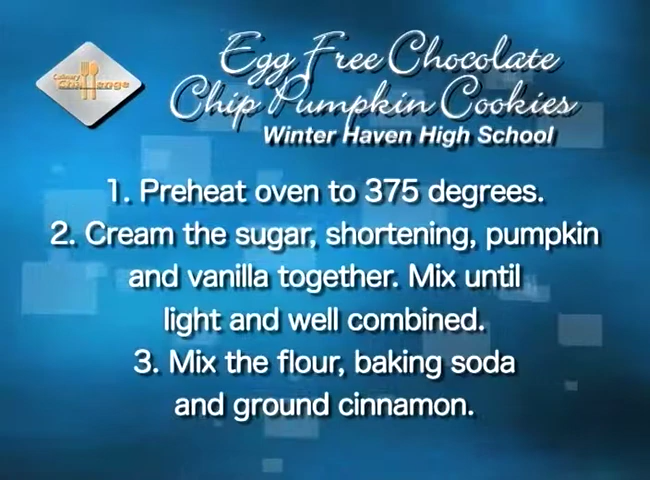 Culinary
Challenge
Egg Free Chocolate
Chip Pumpkin Cookies
Winter Haven High School
1. Preheat oven to 375 degrees.
2. Cream the sugar, shortening, pumpkin
and vanilla together. Mix until
light and well combined.
3. Mix the flour, baking soda
and ground cinnamon.